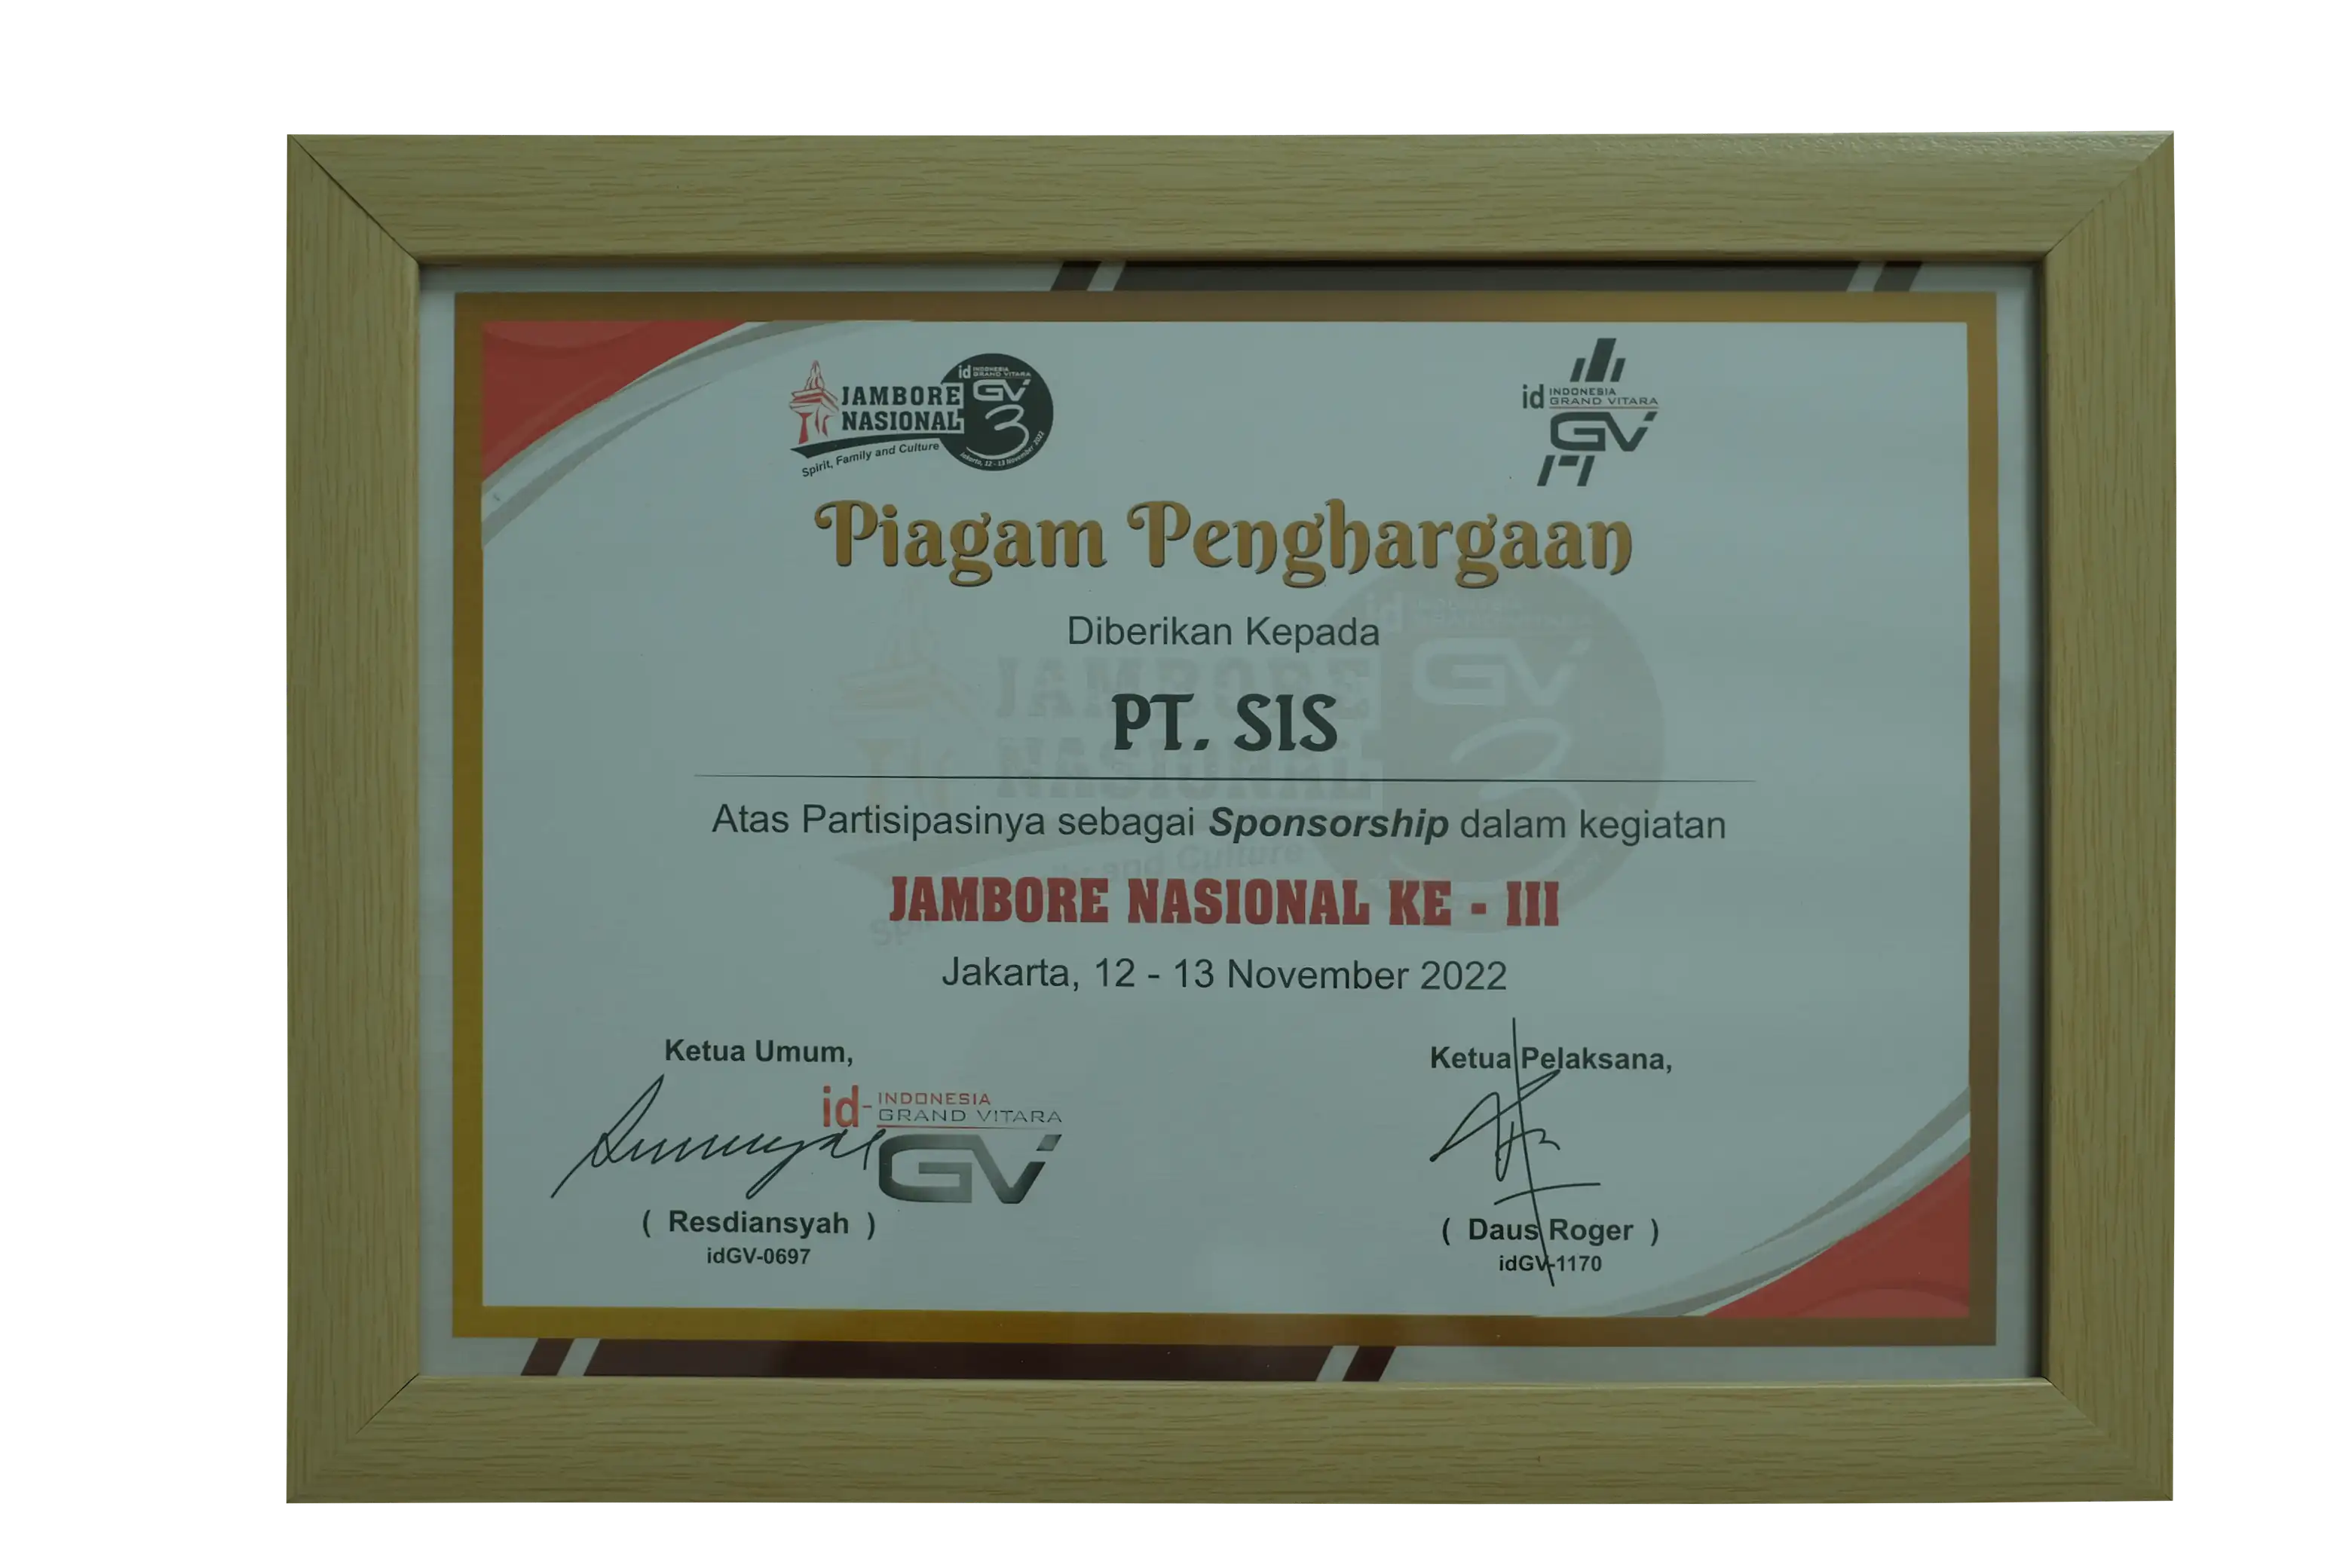 JAMBORE
NASIONAL
Spirit, Family and Culture
id INDONESIA
GRAND VITARA
GV
3
Jakarta, 12 - 13 November 2022
id INDONESIA
GRAND VITARA
GV
Piagam Penghargaan
Diberikan Kepada
PT. SIS
Atas Partisipasinya sebagai Sponsorship dalam kegiatan
JAMBORE NASIONAL KE - III
Jakarta, 12 - 13 November 2022
Ketua Umum,
id- INDONESIA
GRAND VITARA
GV
( Resdiansyah )
idGV-0697
Ketua Pelaksana,
( Daus Roger )
idGV-1170